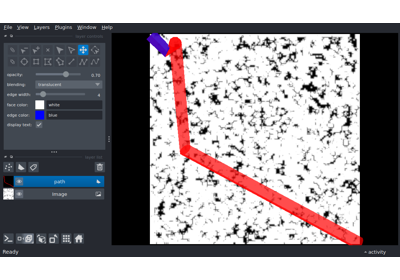 File View Layers Plugins Window Help
opacity: 0.70
blending: translucent
edge width: 4
face color: white
edge color: blue
display text:
path
Image
Ready
activity